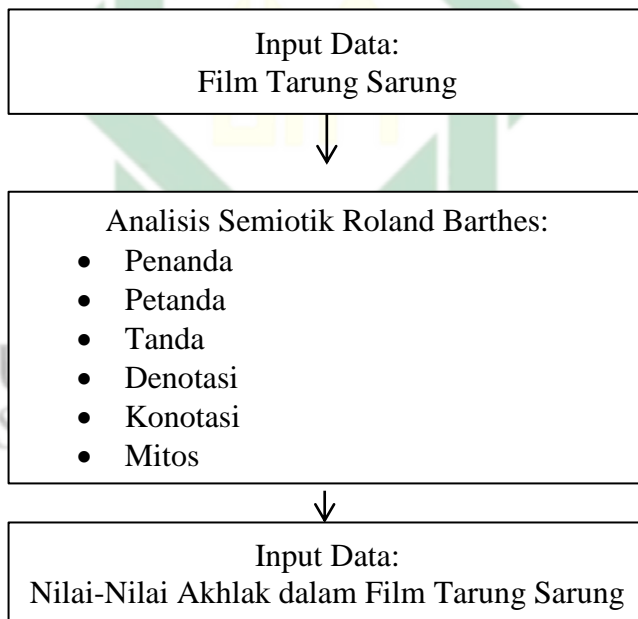 Input Data:
Film Tarung Sarung
Analisis Semiotik Roland Barthes:
• Penanda
• Petanda
• Tanda
• Denotasi
• Konotasi
• Mitos
Input Data:
Nilai-Nilai Akhlak dalam Film Tarung Sarung